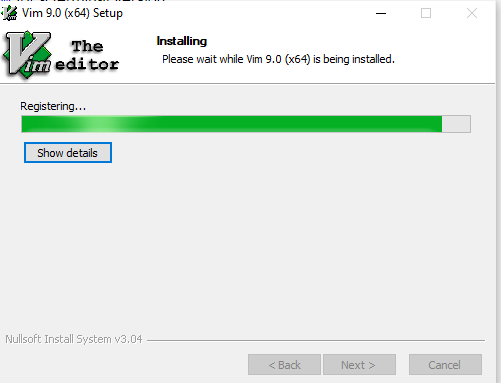 Vim 9.0 (x64) Setup
The
Vim editor
Installing
Please wait while Vim 9.0 (x64) is being installed.
Registering...
Show details
Nullsoft Install System v3.04
< Back
Next >
Cancel